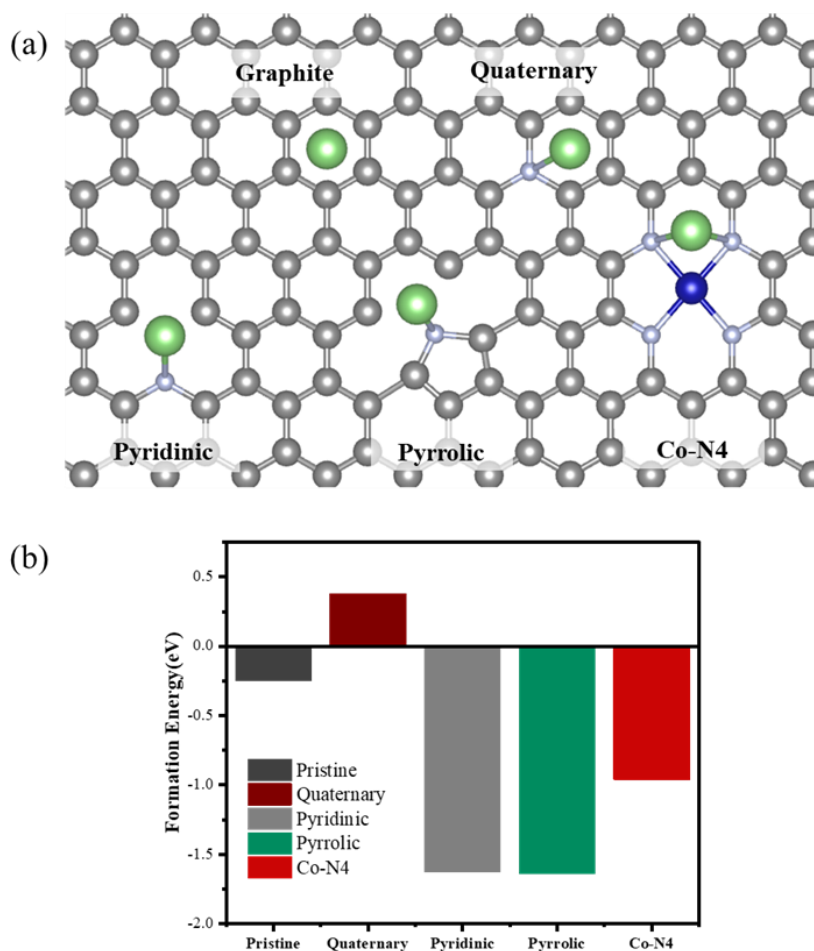 (a)
Graphite Quaternary
Pyridinic Pyrrolic Co-N4
(b)
Formation Energy(eV)
0.5
0.0
-0.5
-1.0
-1.5
-2.0
Pristine
Quaternary
Pyridinic
Pyrrolic
Co-N4
Pristine Quaternary Pyridinic Pyrrolic Co-N4